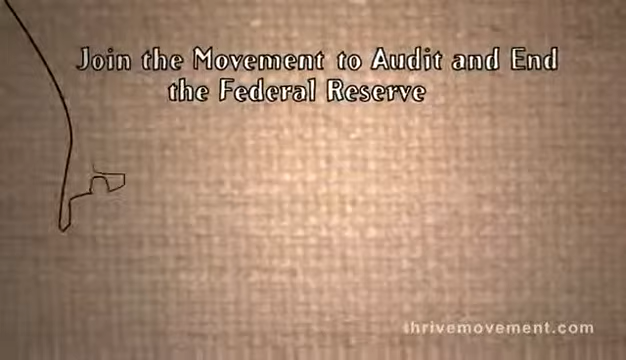 Join the Movement to Audit and End
the Federal Reserve
thrivemovement.com